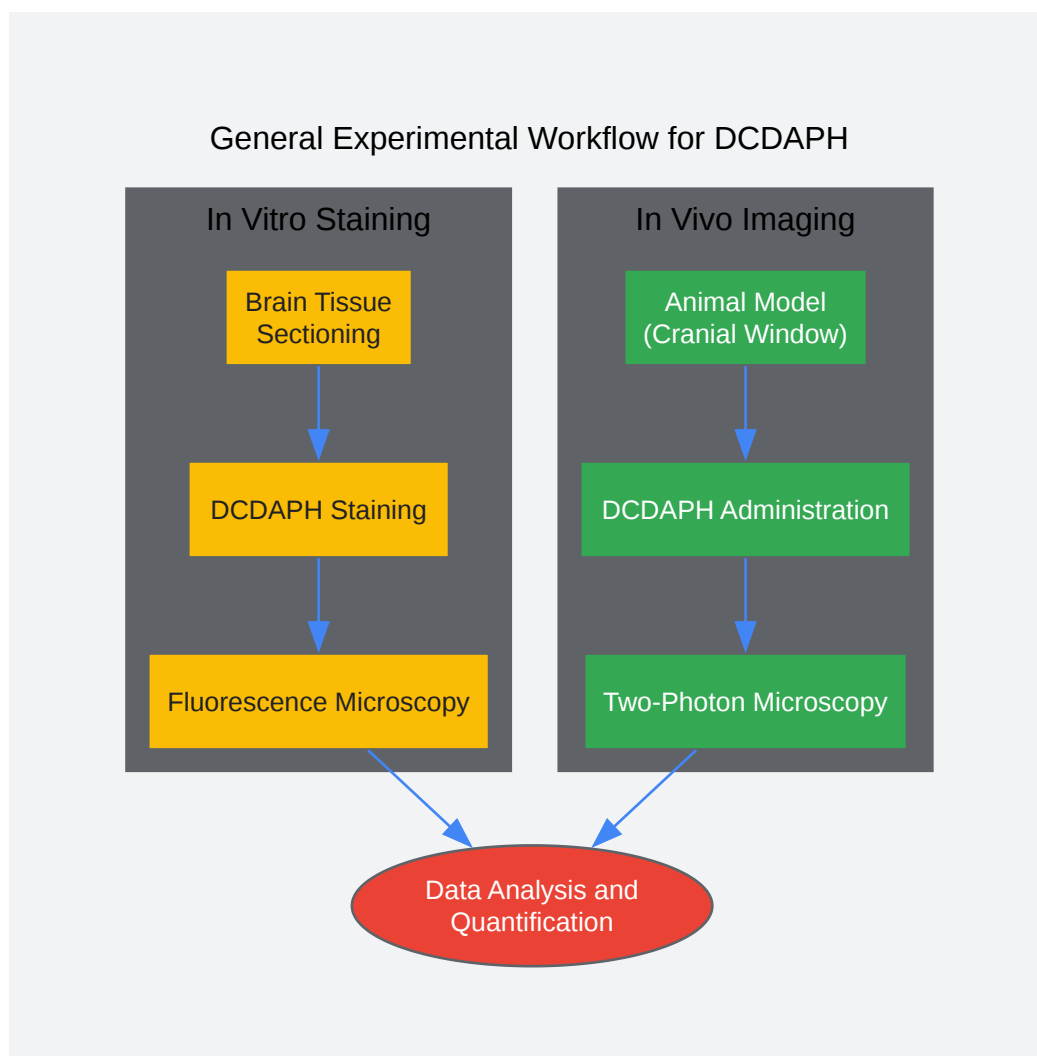 General Experimental Workflow for DCDAPH
In Vitro Staining
Brain Tissue
Sectioning
DCDAPH Staining
Fluorescence Microscopy
In Vivo Imaging
Animal Model
(Cranial Window)
DCDAPH Administration
Two-Photon Microscopy
Data Analysis and
Quantification